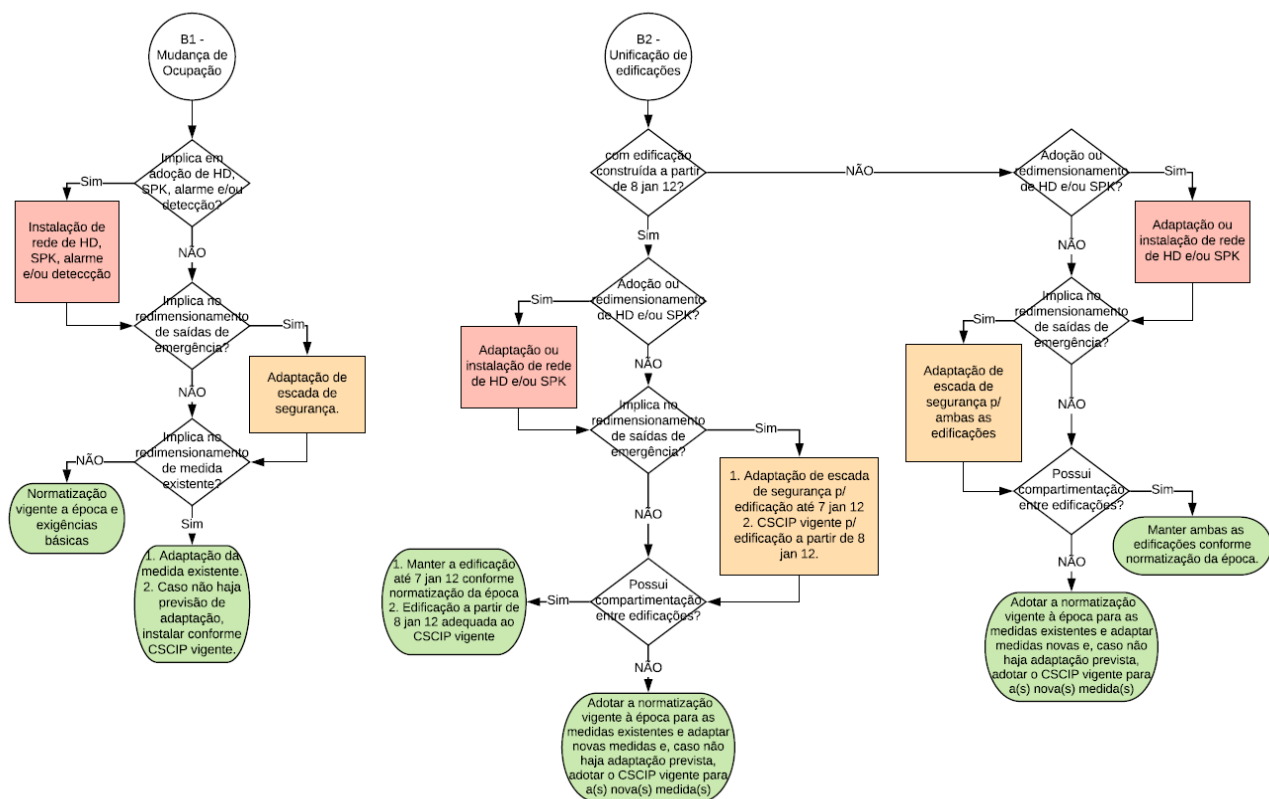 B1 -
Mudança de
Ocupação
Implica em
adoção de HD,
SPK, alarme e/ou
detecção?
Sim
Instalação de
rede de HD,
SPK, alarme
e/ou deteccção
NÃO
Implica no
redimensionamento
de saídas de
emergência?
Sim
Adaptação de
escada de
segurança.
NÃO
Implica no
redimensionamento
de medida
existente?
NÃO
Normatização
vigente a época e
exigências
básicas
Sim
1. Adaptação da
medida existente.
2. Caso não haja
previsão de
adaptação,
instalar conforme
CSCIP vigente.
B2 -
Unificação de
edificações
com edificação
construída a partir
de 8 jan 12?
NÃO
Sim
Adoção ou
redimensionamento
de HD e/ou SPK?
Sim
Adaptação ou
instalação de rede
de HD e/ou SPK
NÃO
Implica no
redimensionamento
de saídas de
emergência?
Sim
1. Adaptação de escada
de segurança p/
edificação até 7 jan 12
2. CSCIP vigente p/
edificação a partir de 8
jan 12.
NÃO
Possui
compartimentação
entre edificações?
Sim
1. Manter a edificação
até 7 jan 12 conforme
normatização da época
2. Edificação a partir de
8 jan 12 adequada ao
CSCIP vigente
NÃO
Adotar a normatização
vigente à época para as
medidas existentes e adaptar
novas medidas e, caso não
haja adaptação prevista,
adotar o CSCIP vigente para
a(s) nova(s) medida(s)
Adoção ou
redimensionamento
de HD e/ou SPK?
Sim
Adaptação ou
instalação de rede
de HD e/ou SPK
NÃO
Implica no
redimensionamento
de saídas de
emergência?
Sim
Adaptação de
escada de
segurança p/
ambas as
edificações
NÃO
Possui
compartimentação
entre edificações?
Sim
Manter ambas as
edificações conforme
normatização da época.
NÃO
Adotar a normatização
vigente à época para as
medidas existentes e adaptar
medidas novas e, caso não
haja adaptação prevista,
adotar o CSCIP vigente para
a(s) nova(s) medida(s)